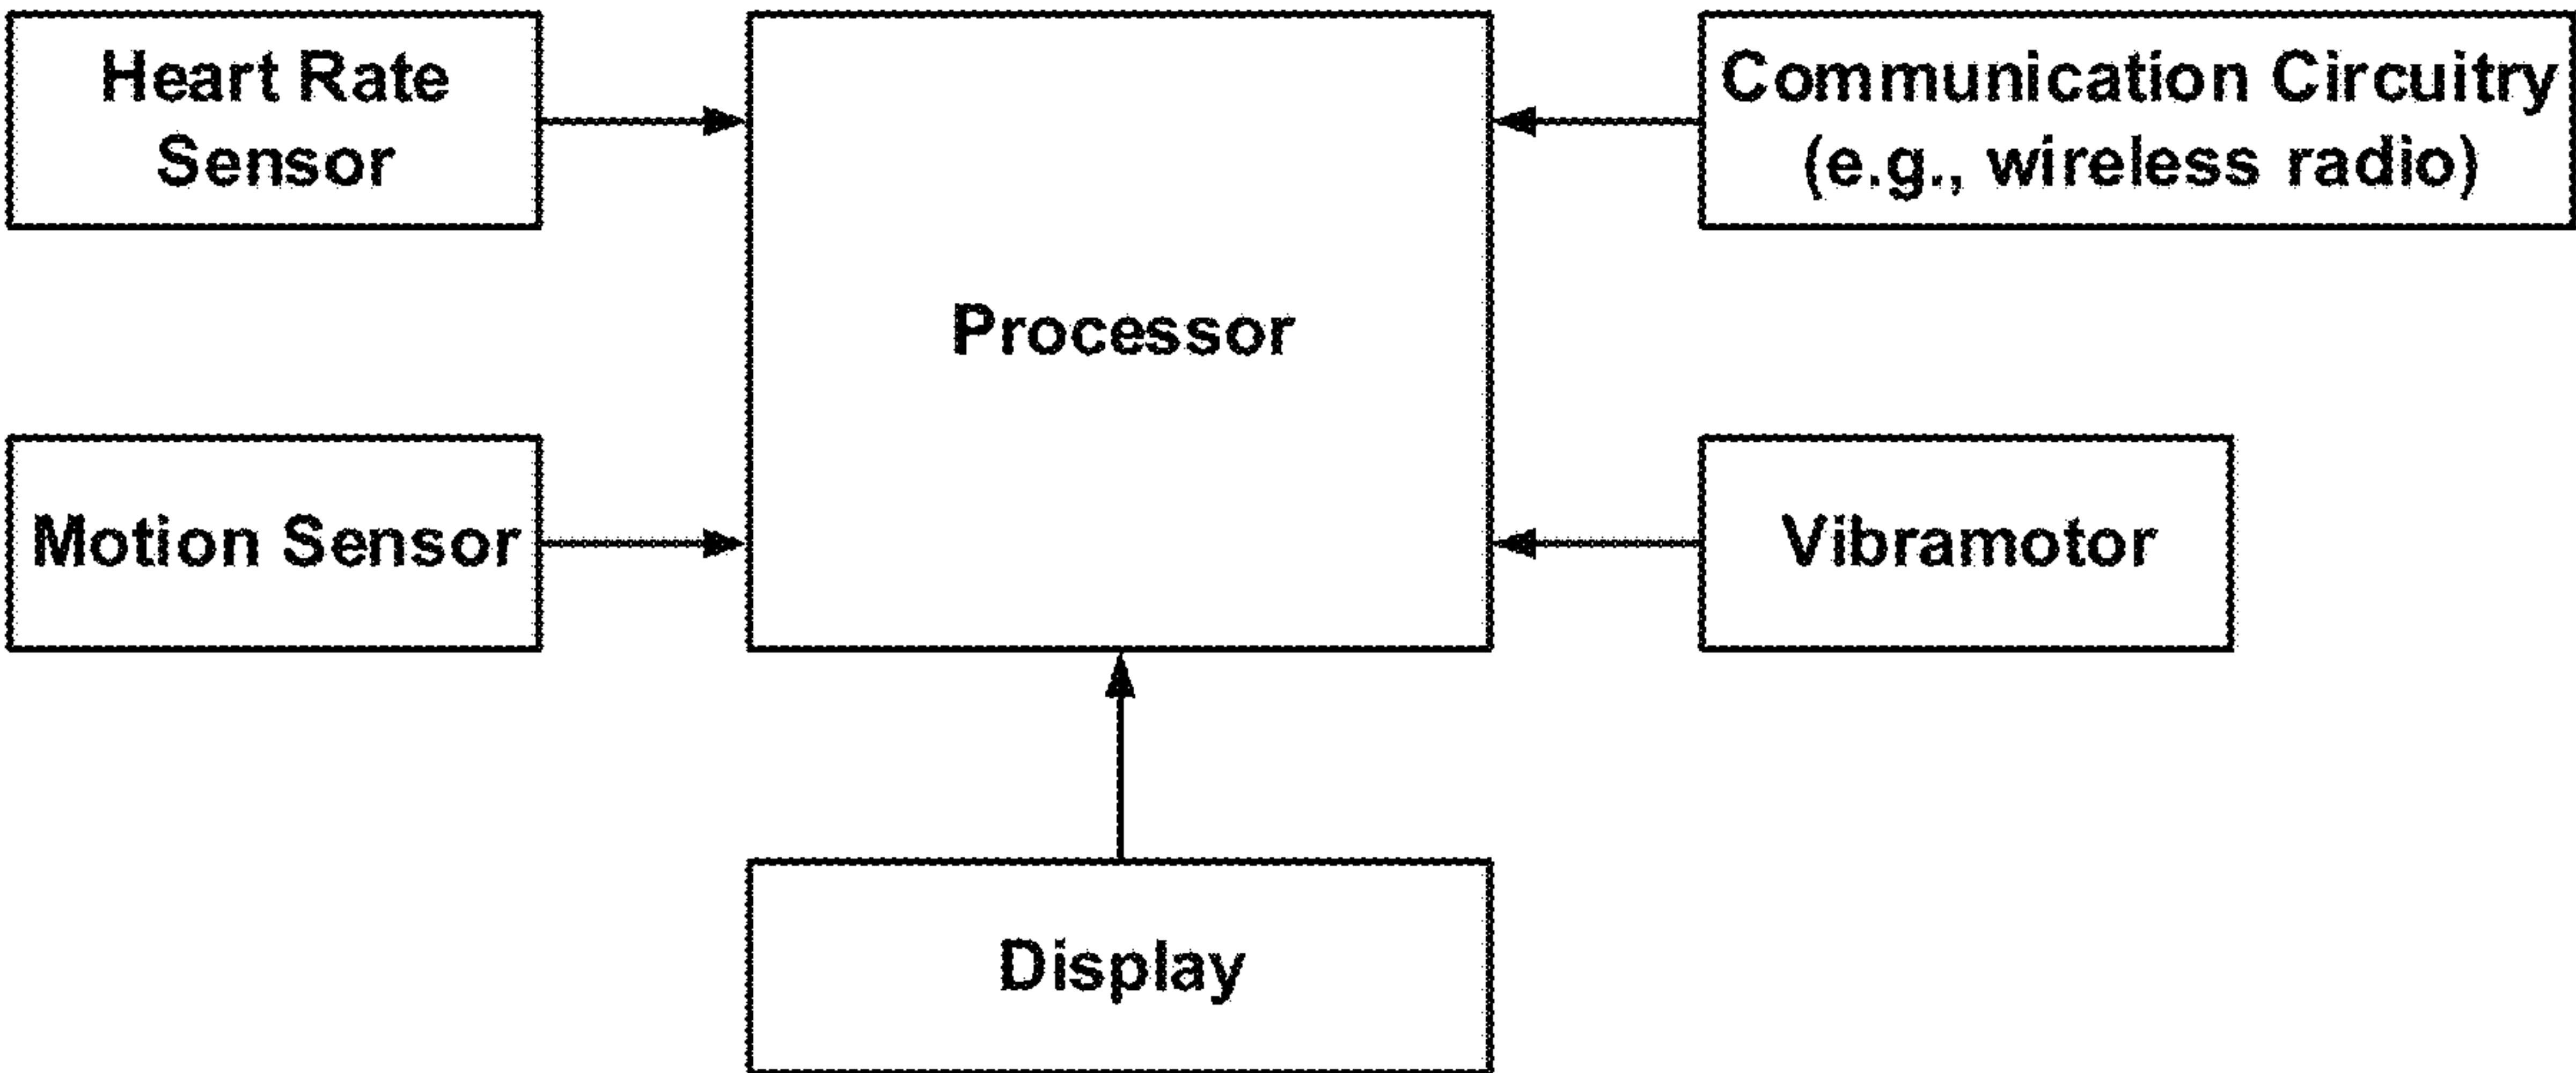 Heart Rate
Sensor
Processor
Communication Circuitry
(e.g., wireless radio)
Motion Sensor
Vibramotor
Display